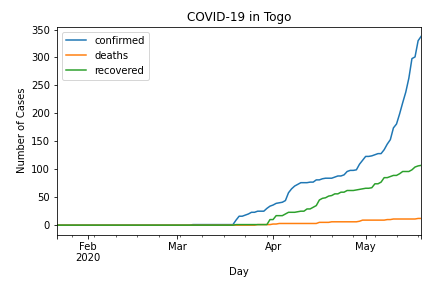 COVID-19 in Togo
350
300
250
200
150
100
50
0
Number of Cases
confirmed
deaths
recovered
Feb
2020
Mar
Apr
May
Day